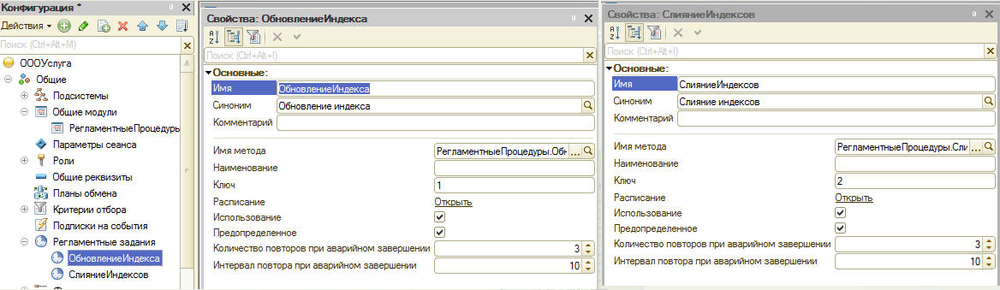 Конфигурация *
Действия
Поиск (Ctrl+Alt+M)
ОООУслуга
Общие
Подсистемы
Общие модули
РегламентныеПроцедуры
Параметры сеанса
Роли
Общие реквизиты
Планы обмена
Критерии отбора
Подписки на события
Регламентные задания
ОбновлениеИндекса
СлияниеИндексов
Свойства: ОбновлениеИндекса
Поиск (Ctrl+Alt+I)
Основные:
Имя ОбновлениеИндекса
Синоним Обновление индекса
Комментарий
Имя метода РегламентныеПроцедуры.Обн ...
Наименование
Ключ 1
Расписание Открыть
Использование
Предопределенное
Количество повторов при аварийном завершении 3
Интервал повтора при аварийном завершении 10
Свойства: СлияниеИндексов
Поиск (Ctrl+Alt+I)
Основные:
Имя СлияниеИндексов
Синоним Слияние индексов
Комментарий
Имя метода РегламентныеПроцедуры.Сли ...
Наименование
Ключ 2
Расписание Открыть
Использование
Предопределенное
Количество повторов при аварийном завершении 3
Интервал повтора при аварийном завершении 10